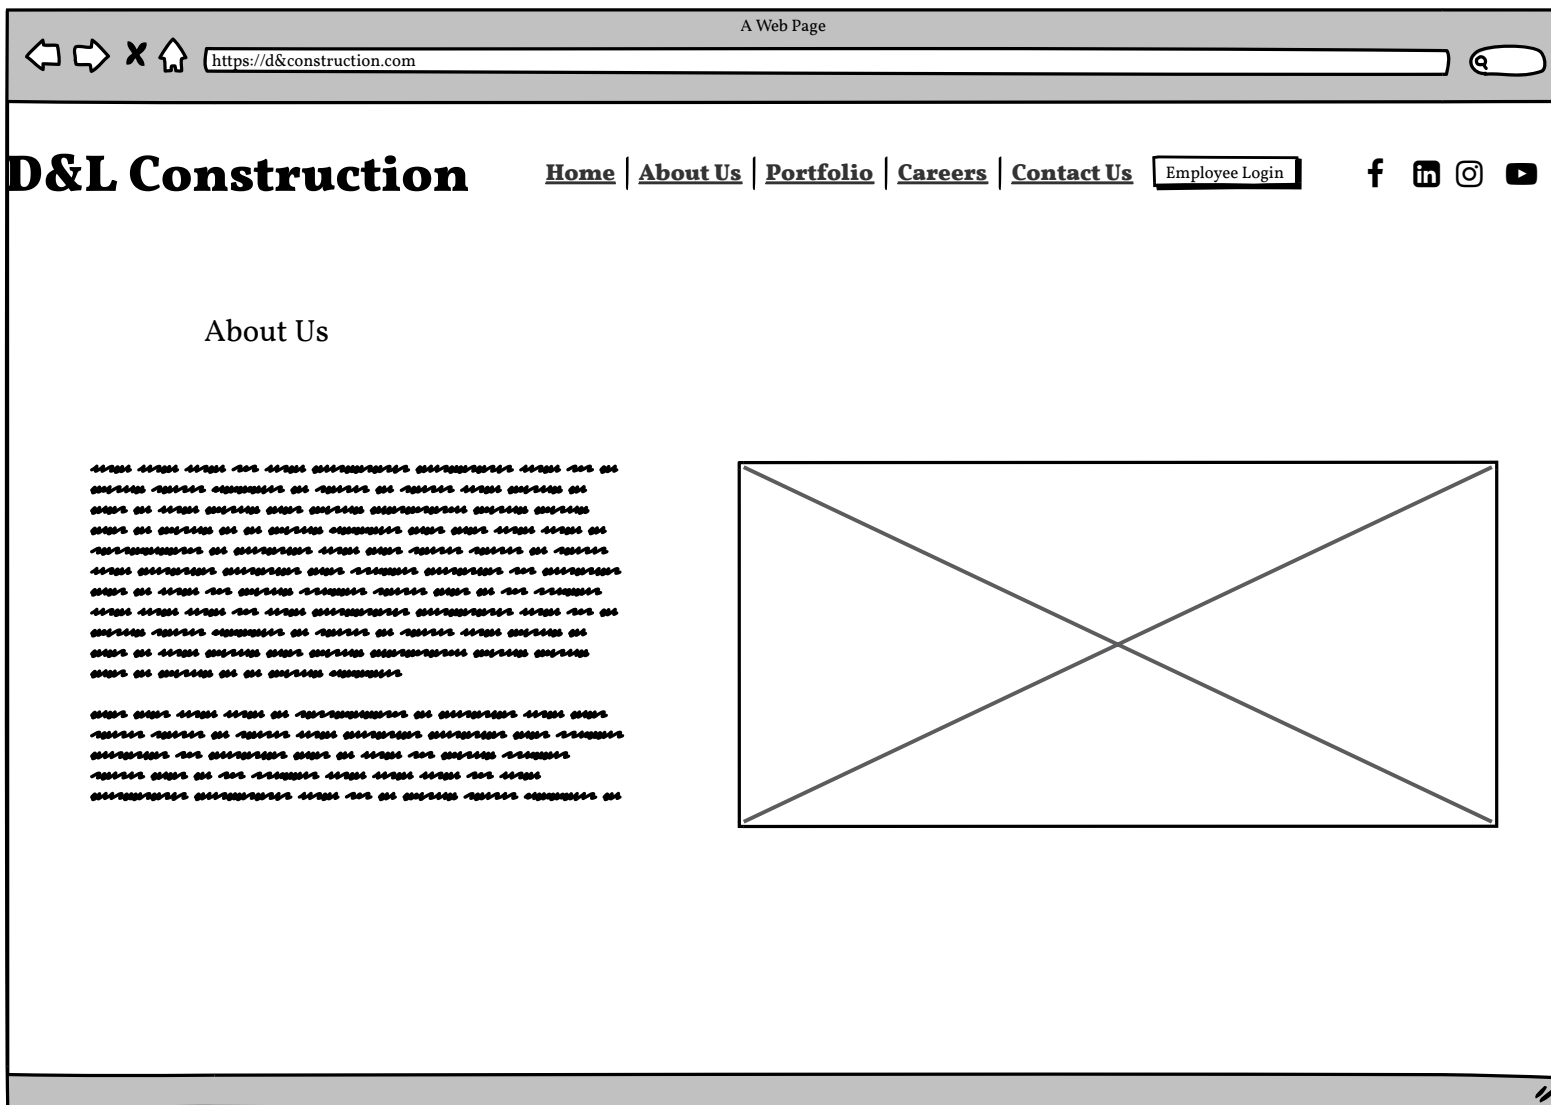 A Web Page
https://d&construction.com
D&L Construction
Home
About Us
Portfolio
Careers
Contact Us
Employee Login
About Us